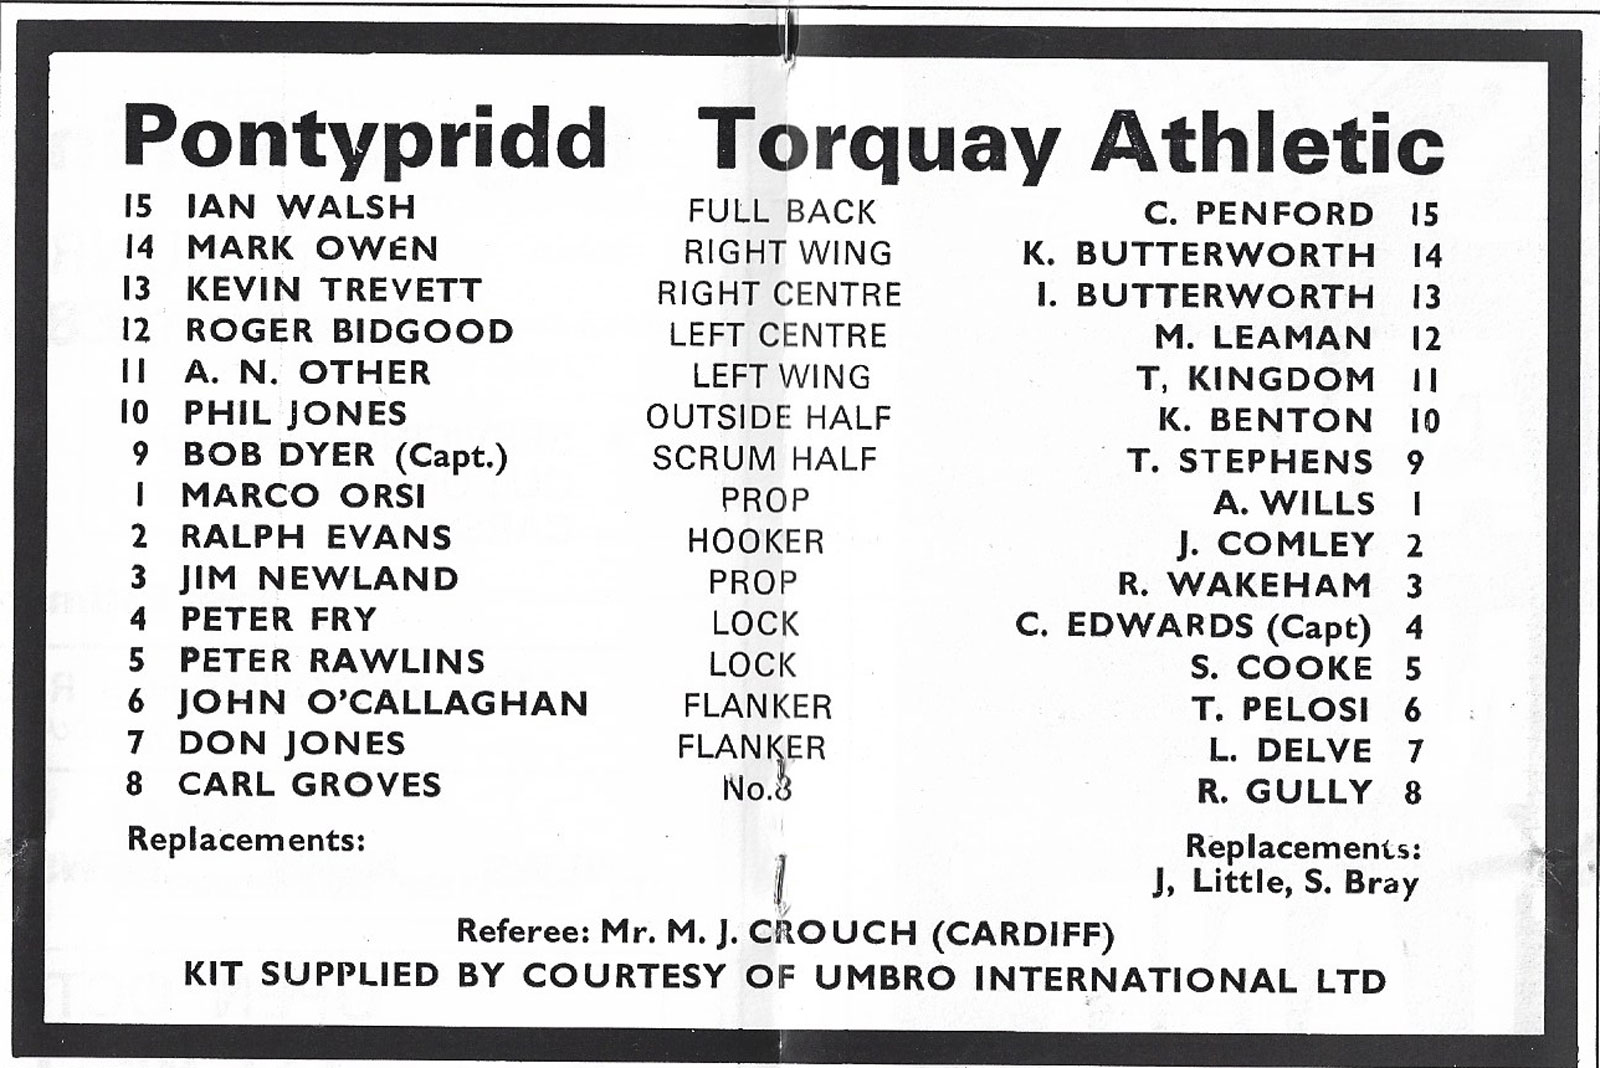 Pontypridd Torquay Athletic
15 IAN WALSH FULL BACK C. PENFORD 15
14 MARK OWEN RIGHT WING K. BUTTERWORTH 14
13 KEVIN TREVETT RIGHT CENTRE I. BUTTERWORTH 13
12 ROGER BIDGOOD LEFT CENTRE M. LEAMAN 12
11 A. N. OTHER LEFT WING T, KINGDOM 11
10 PHIL JONES OUTSIDE HALF K. BENTON 10
9 BOB DYER (Capt.) SCRUM HALF T. STEPHENS 9
1 MARCO ORSI PROP A. WILLS 1
2 RALPH EVANS HOOKER J. COMLEY 2
3 JIM NEWLAND PROP R. WAKEHAM 3
4 PETER FRY LOCK C. EDWARDS (Capt) 4
5 PETER RAWLINS LOCK S. COOKE 5
6 JOHN O'CALLAGHAN FLANKER T. PELOSI 6
7 DON JONES FLANKER L. DELVE 7
8 CARL GROVES No.8 R. GULLY 8
Replacements: Replacements:
J, Little, S. Bray
Referee: Mr. M. J. CROUCH (CARDIFF)
KIT SUPPLIED BY COURTESY OF UMBRO INTERNATIONAL LTD